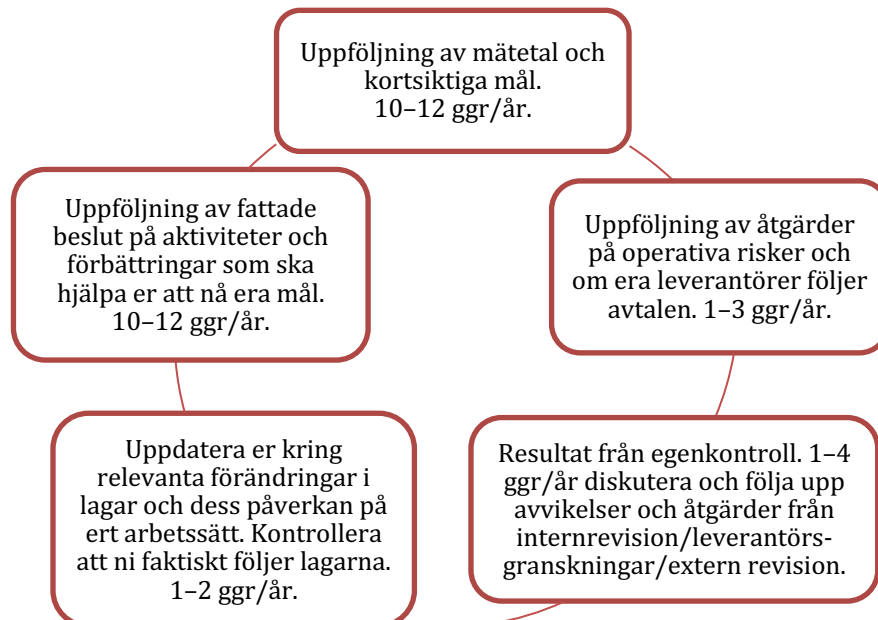 Uppföljning av mätetal och
kortsiktiga mål.
10–12 ggr/år.
Uppföljning av fattade
beslut på aktiviteter och
förbättringar som ska
hjälpa er att nå era mål.
10–12 ggr/år.
Uppföljning av åtgärder
på operativa risker och
om era leverantörer följer
avtalen. 1–3 ggr/år.
Uppdatera er kring
relevanta förändringar i
lagar och dess påverkan på
ert arbetssätt. Kontrollera
att ni faktiskt följer lagarna.
1–2 ggr/år.
Resultat från egenkontroll. 1–4
ggr/år diskutera och följa upp
avvikelser och åtgärder från
internrevision/leverantörs-
granskningar/extern revision.